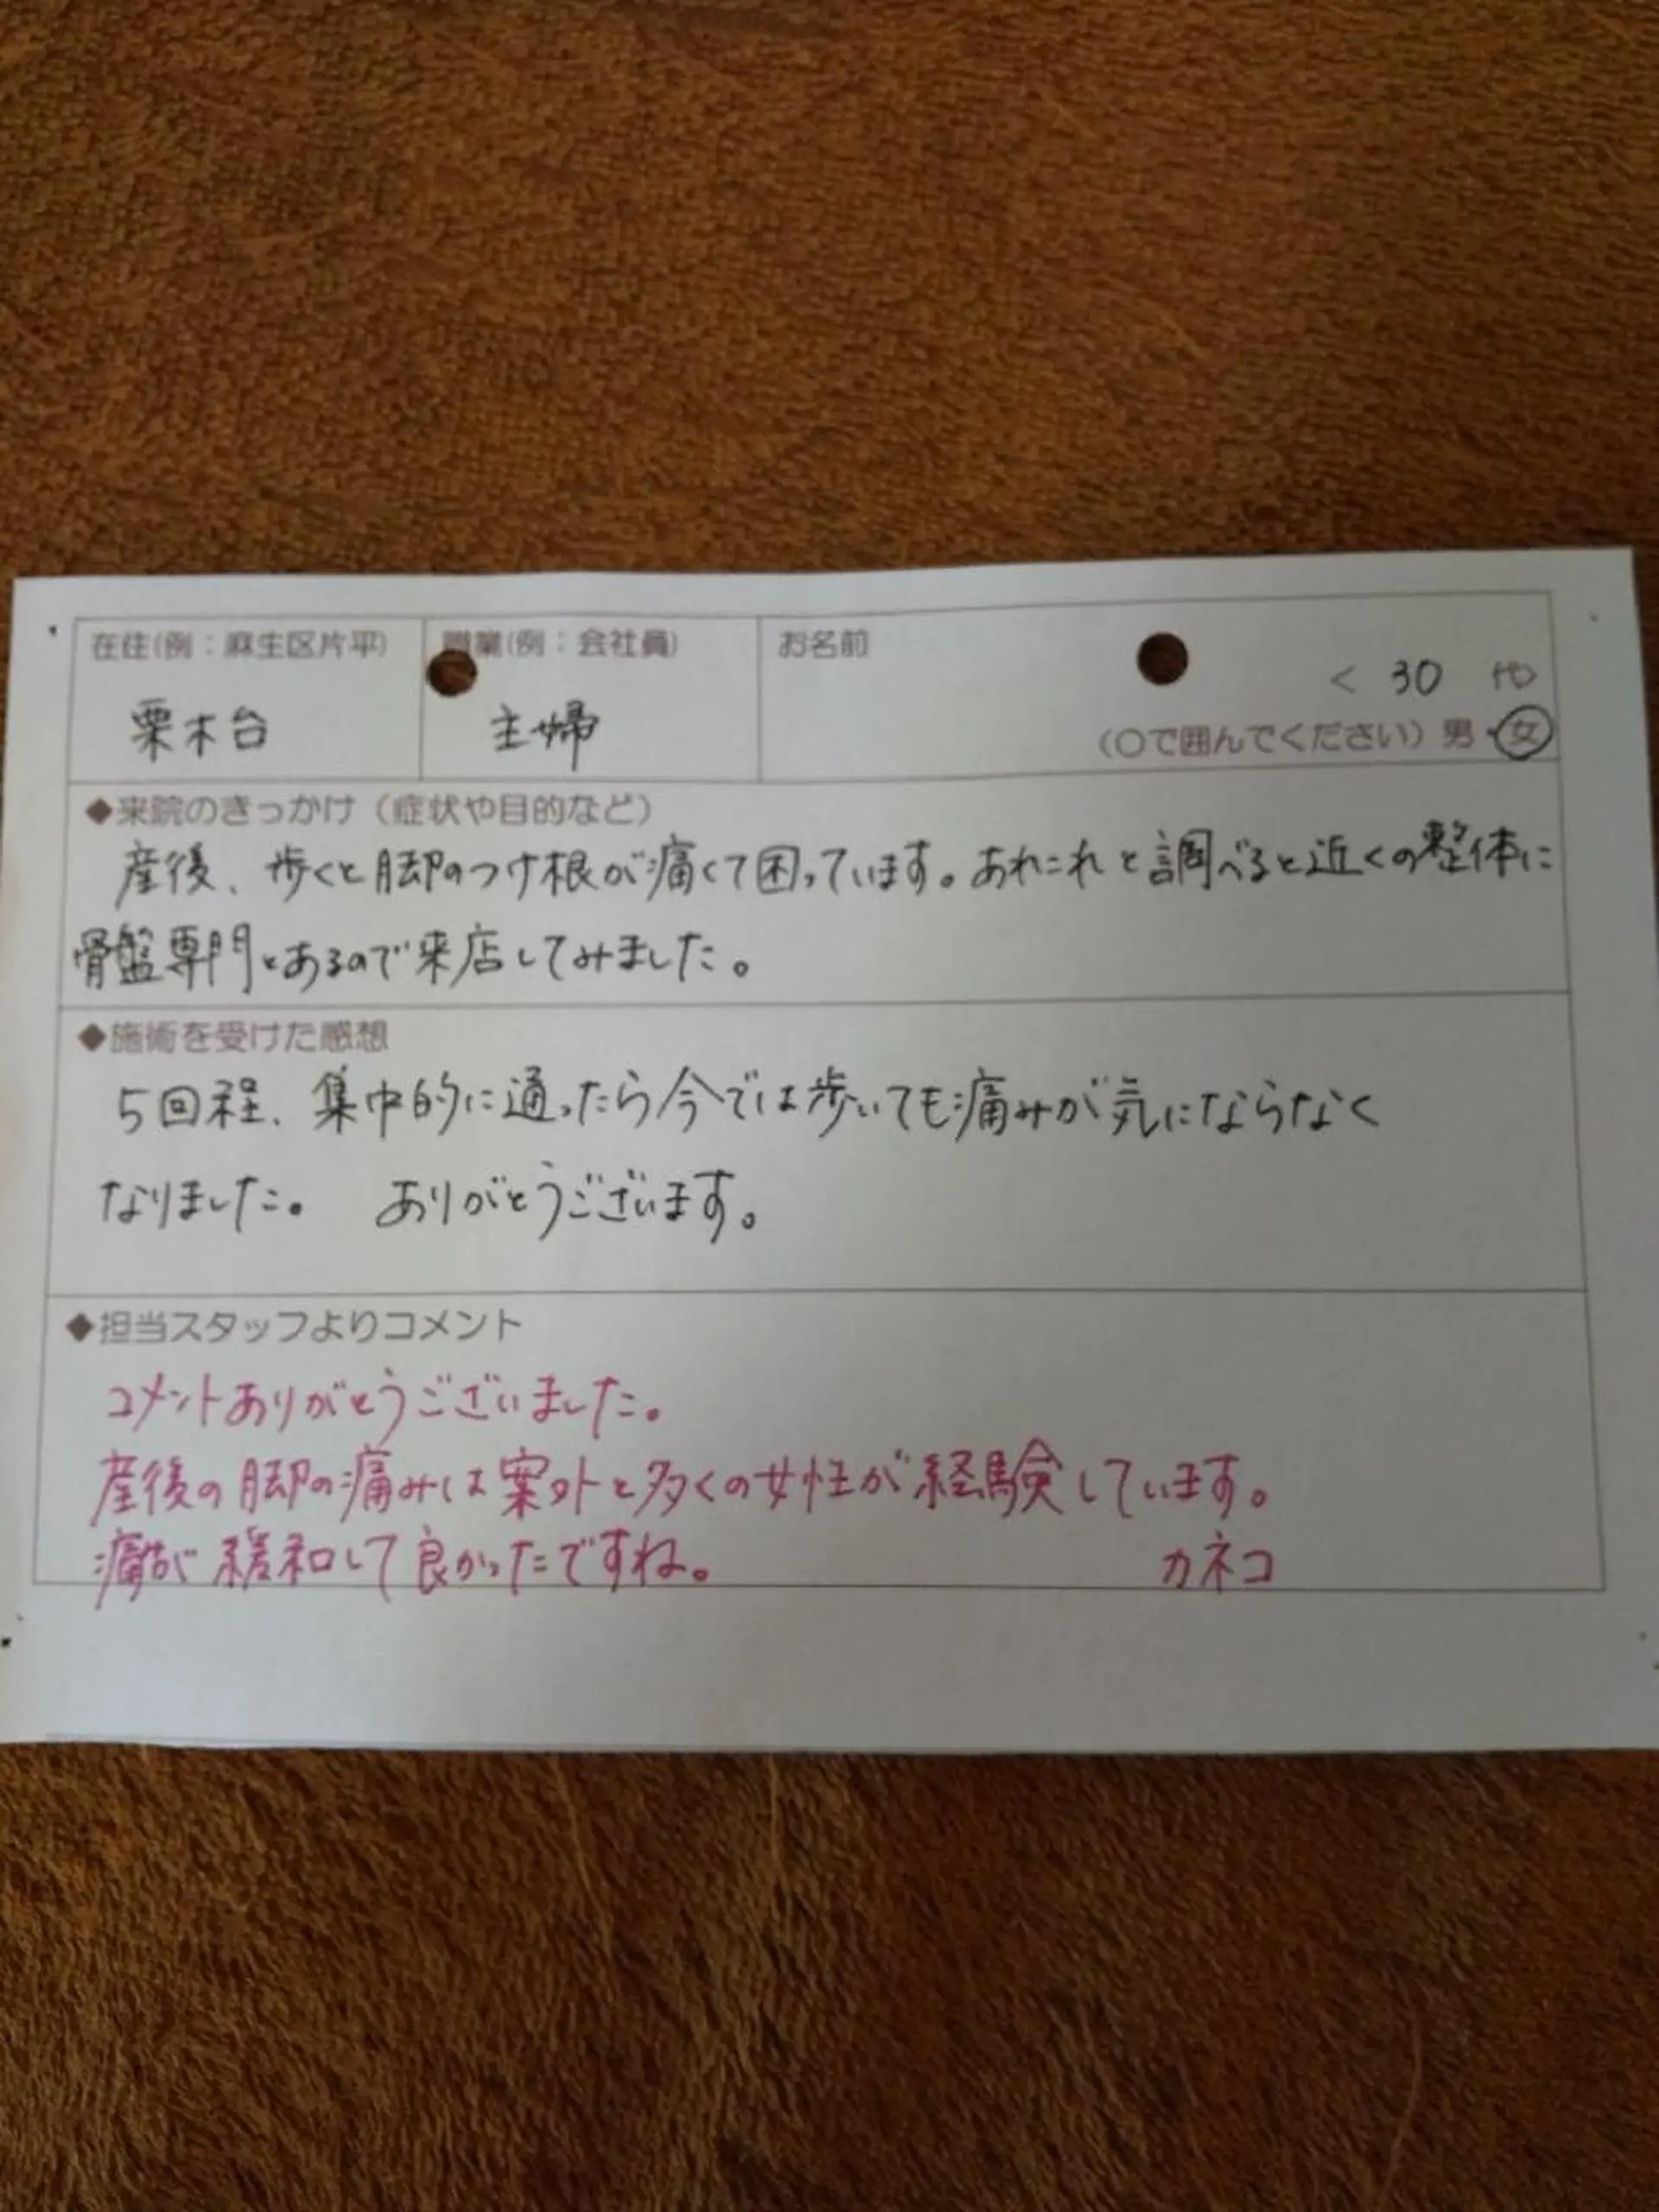 在住(例：麻生区片平) 職業(例：会社員) お名前
< 30 代>
栗木台 主婦
(〇で囲んでください) 男・女
◆来院のきっかけ（症状や目的など）
産後、歩くと脚のつけ根が痛くて困っています。あれこれと調べると近くの整体に
骨盤専門とあるので来店してみました。
◆施術を受けた感想
5回程、集中的に通ったら今では歩いても痛みが気にならなく
なりました。 ありがとうございます。
◆担当スタッフよりコメント
コメントありがとうございました。
産後の脚の痛みは案外と多くの女性が経験しています。
痛が緩和して良かったですね。 カネコ